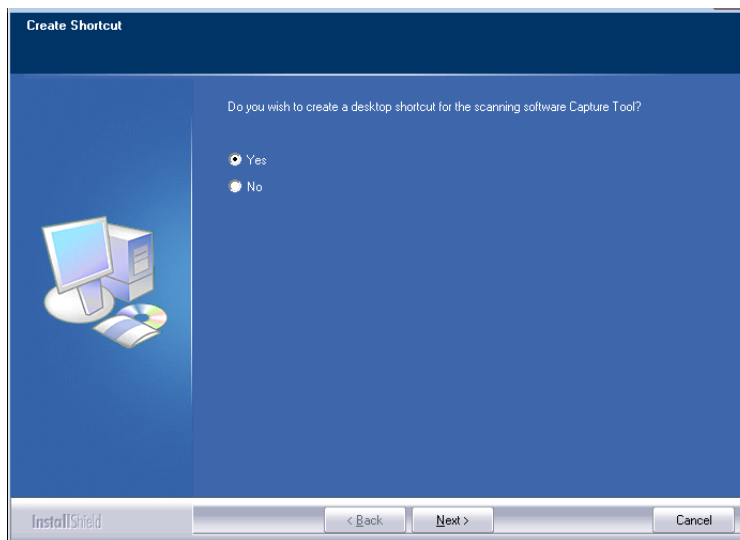 Create Shortcut
Do you wish to create a desktop shortcut for the scanning software Capture Tool?
Yes
No
InstallShield
< Back
Next >
Cancel